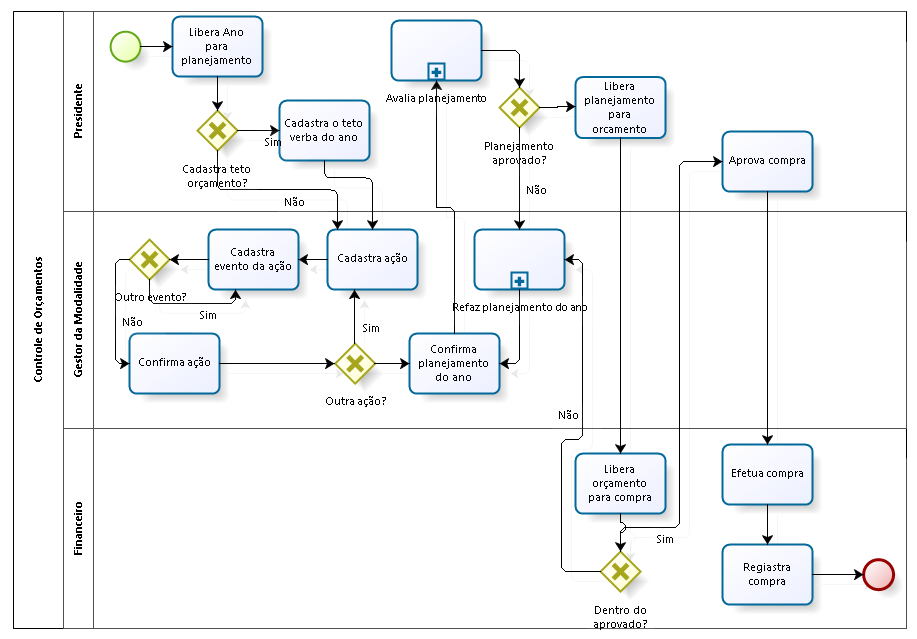 Controle de Orçamentos
Presidente
Libera Ano
para
planejamento
Cadastra teto
orçamento?
Sim
Não
Cadastra o teto
verba do ano
Avalia planejamento
Planejamento
aprovado?
Não
Libera
planejamento
para
orcamento
Aprova compra
Gestor da Modalidade
Outro evento?
Sim
Não
Cadastra
evento da ação
Cadastra ação
Refaz planejamento do ano
Confirma ação
Outra ação?
Sim
Confirma
planejamento
do ano
Não
Financeiro
Libera
orçamento
para compra
Sim
Dentro do
aprovado?
Efetua compra
Regiastra
compra